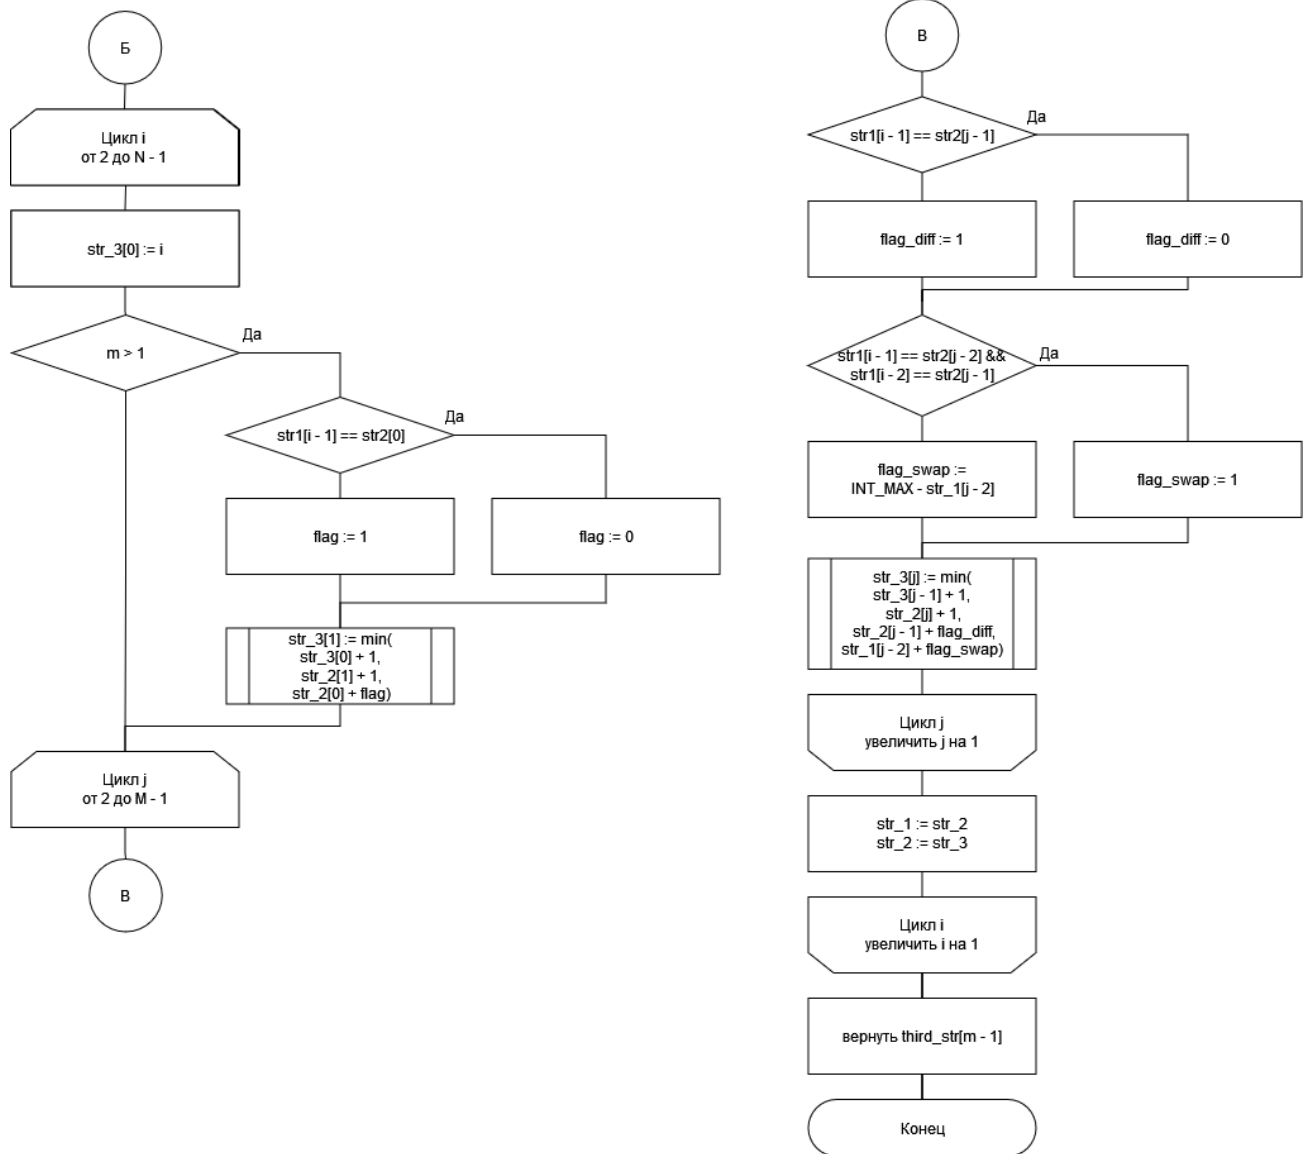 Б
Цикл i
от 2 до N - 1
str_3[0] := i
m > 1
Да
str1[i - 1] == str2[0]
Да
flag := 1
flag := 0
str_3[1] := min(
str_3[0] + 1,
str_2[1] + 1,
str_2[0] + flag)
Цикл j
от 2 до M - 1
В
В
str1[i - 1] == str2[j - 1]
Да
flag_diff := 1
flag_diff := 0
str1[i - 1] == str2[j - 2] &&
str1[i - 2] == str2[j - 1]
Да
flag_swap :=
INT_MAX - str_1[j - 2]
flag_swap := 1
str_3[j] := min(
str_3[j - 1] + 1,
str_2[j] + 1,
str_2[j - 1] + flag_diff,
str_1[j - 2] + flag_swap)
Цикл j
увеличить j на 1
str_1 := str_2
str_2 := str_3
Цикл i
увеличить i на 1
вернуть third_str[m - 1]
Конец